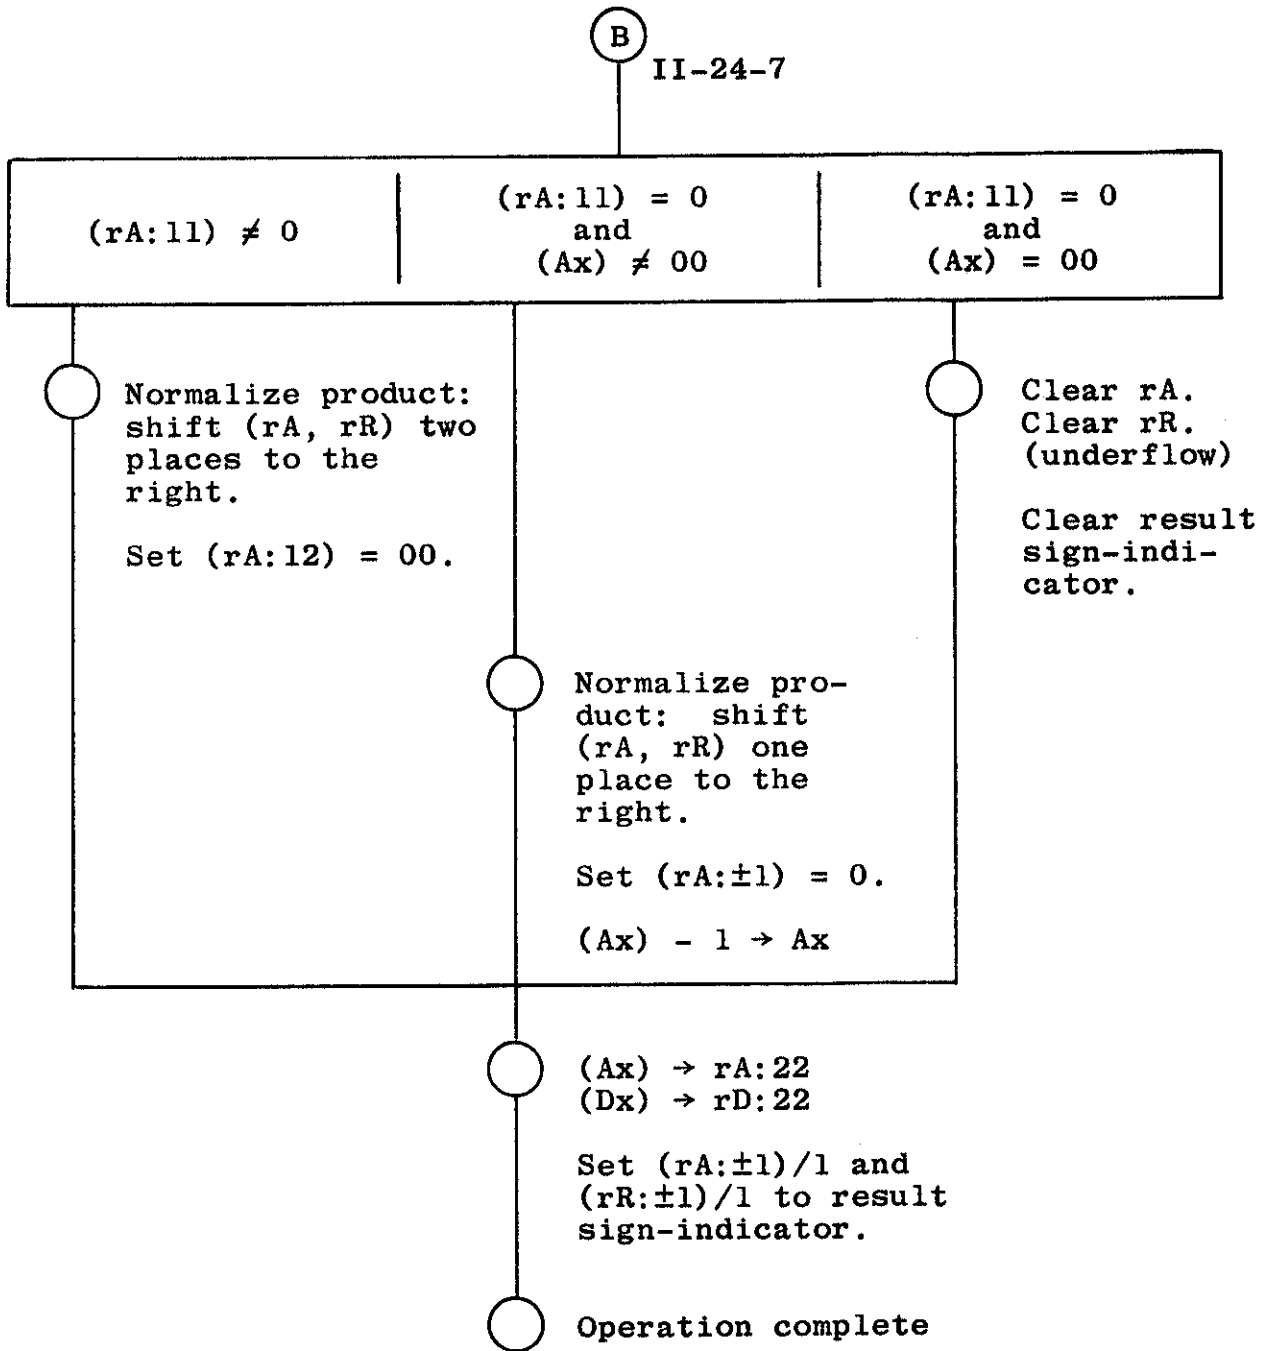 B
II-24-7
(rA:11) ≠ 0
(rA:11) = 0
and
(Ax) ≠ 00
(rA:11) = 0
and
(Ax) = 00
Normalize product:
shift (rA, rR) two
places to the
right.
Set (rA:12) = 00.
Clear rA.
Clear rR.
(underflow)
Clear result
sign-indi-
cator.
Normalize pro-
duct: shift
(rA, rR) one
place to the
right.
Set (rA:±1) = 0.
(Ax) - 1 → Ax
(Ax) → rA:22
(Dx) → rD:22
Set (rA:±1)/1 and
(rR:±1)/1 to result
sign-indicator.
Operation complete